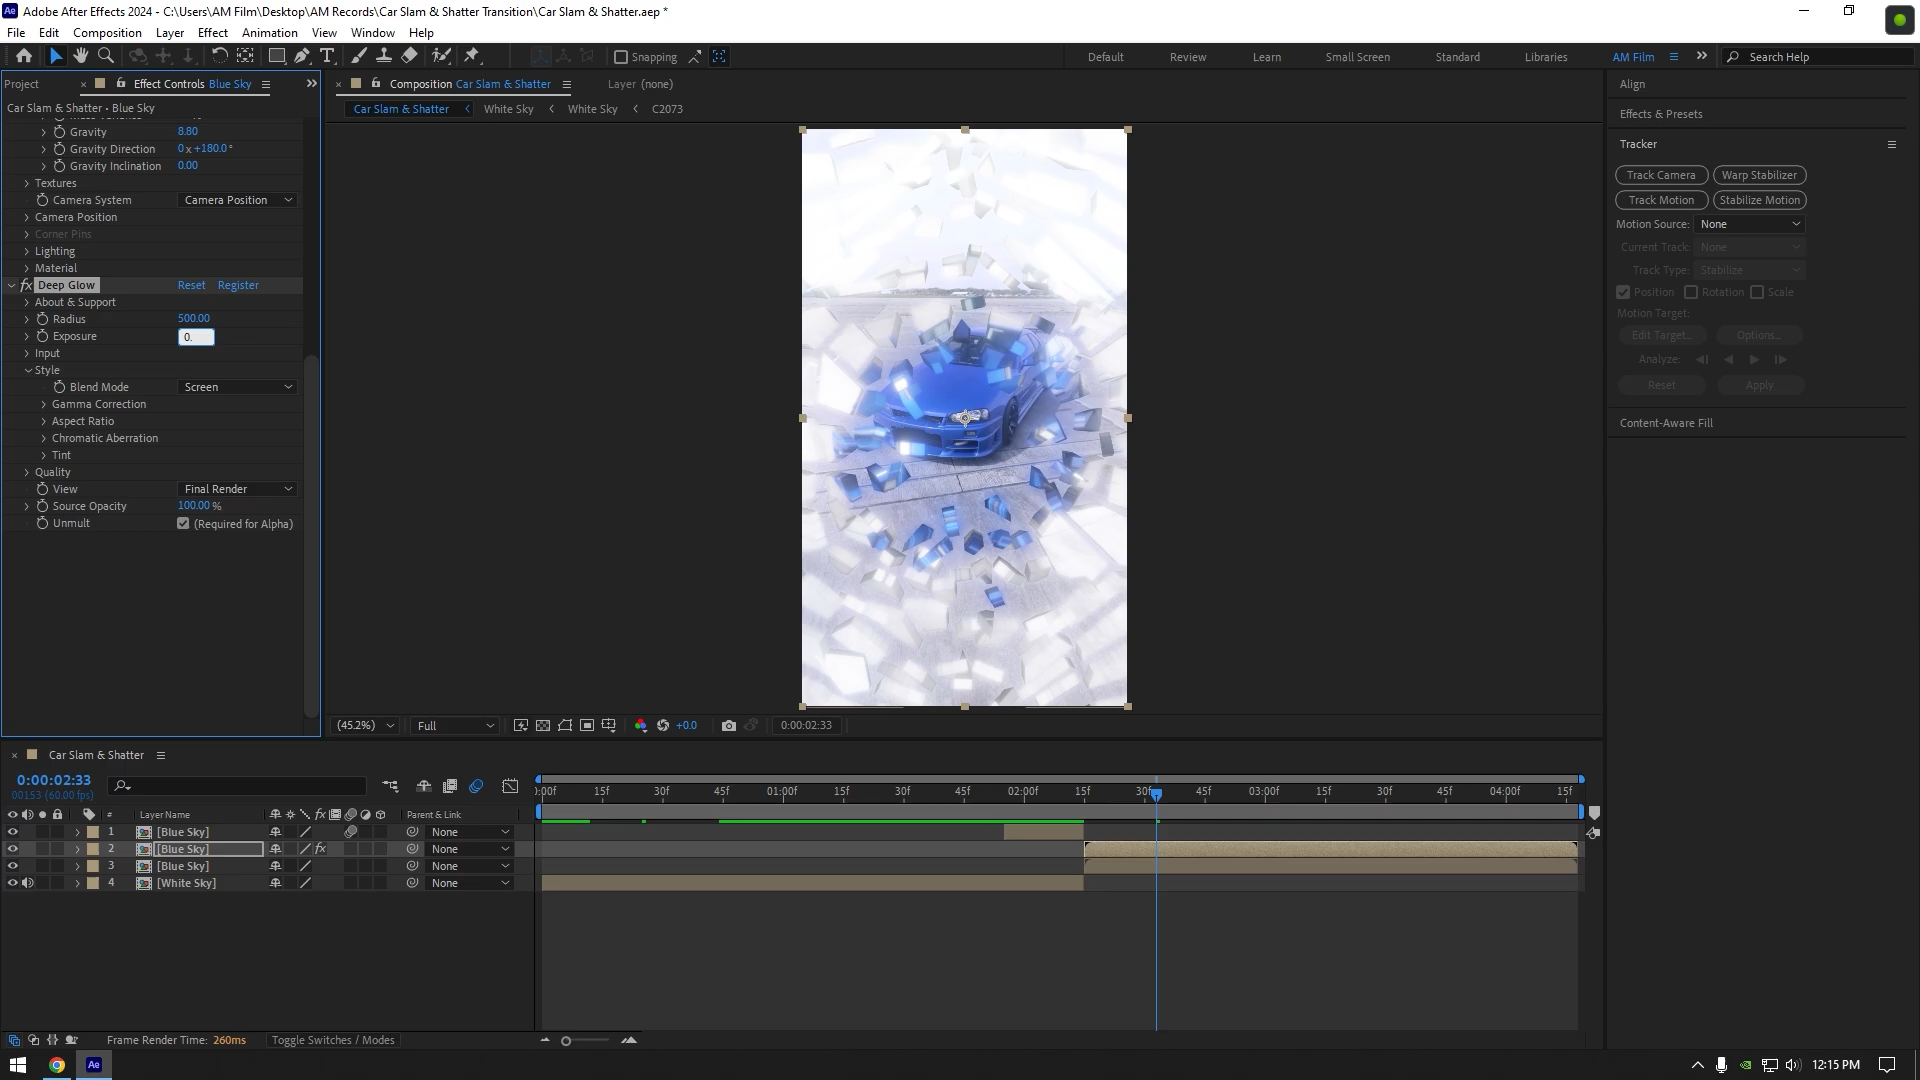 Ae Adobe After Effects 2024 - C:\Users\AM Film\Desktop\AM Records\Car Slam & Shatter Transition\Car Slam & Shatter.aep *
File Edit Composition Layer Effect Animation View Window Help
Snapping Default Review Learn Small Screen Standard Libraries AM Film Search Help
Project Effect Controls Blue Sky
Composition Car Slam & Shatter Layer (none)
Align
Car Slam & Shatter • Blue Sky
Car Slam & Shatter White Sky White Sky C2073
Effects & Presets
Gravity 8.80
Gravity Direction 0 x +180.0 °
Gravity Inclination 0.00
Textures
Camera System Camera Position
Camera Position
Corner Pins
Lighting
Material
fx Deep Glow Reset Register
About & Support
Radius 500.00
Exposure 0.
Input
Style
Blend Mode Screen
Gamma Correction
Aspect Ratio
Chromatic Aberration
Tint
Quality
View Final Render
Source Opacity 100.00 %
Unmult (Required for Alpha)
Tracker
Track Camera Warp Stabilizer
Track Motion Stabilize Motion
Motion Source: None
Current Track: None
Track Type: Stabilize
Position Rotation Scale
Motion Target:
Edit Target... Options...
Analyze:
Reset Apply
Content-Aware Fill
(45.2%) Full +0.0 0:00:02:33
Car Slam & Shatter
0:00:02:33
00153 (60.00 fps)
:00f 15f 30f 45f 01:00f 15f 30f 45f 02:00f 15f 30f 45f 03:00f 15f 30f 45f 04:00f 15f
# Layer Name fx Parent & Link
1 [Blue Sky] None
2 [Blue Sky] fx None
3 [Blue Sky] None
4 [White Sky] None
Frame Render Time: 260ms Toggle Switches / Modes
Ae 12:15 PM